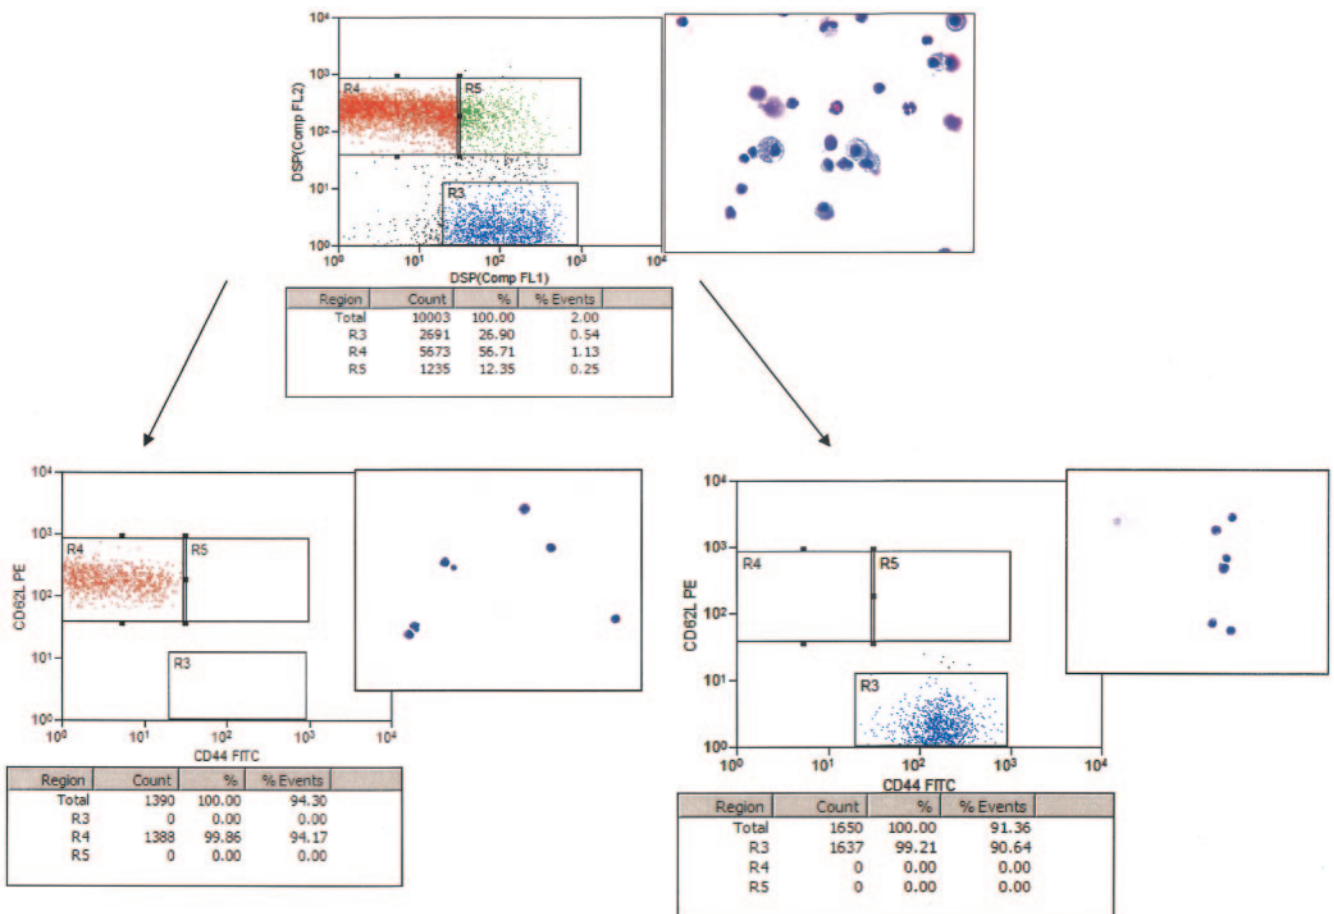 10⁴
10³
R4 R5
DSP(Comp FL2)
10²
10¹
R3
10⁰
10⁰ 10¹ 10² 10³ 10⁴
DSP(Comp FL1)
Region Count % % Events
Total 10003 100.00 2.00
R3 2691 26.90 0.54
R4 5673 56.71 1.13
R5 1235 12.35 0.25
10⁴
10³
R4 R5
CD62L PE
10²
10¹
R3
10⁰
10⁰ 10¹ 10² 10³ 10⁴
CD44 FITC
Region Count % % Events
Total 1390 100.00 94.30
R3 0 0.00 0.00
R4 1388 99.86 94.17
R5 0 0.00 0.00
10⁴
10³
R4 R5
CD62L PE
10²
10¹
R3
10⁰
10⁰ 10¹ 10² 10³ 10⁴
CD44 FITC
Region Count % % Events
Total 1650 100.00 91.36
R3 1637 99.21 90.64
R4 0 0.00 0.00
R5 0 0.00 0.00